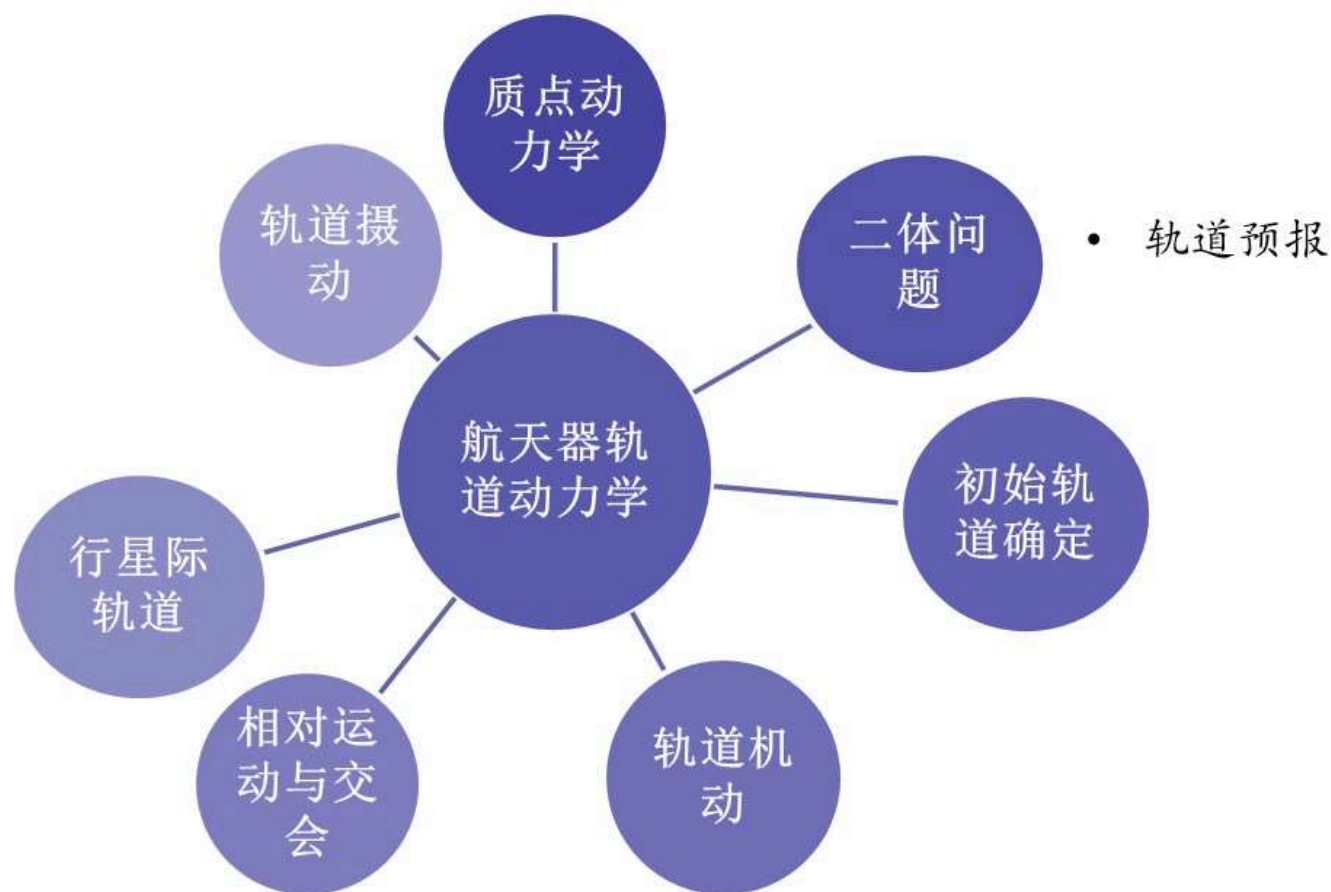 质点动
力学
轨道摄
动
二体问
题
• 轨道预报
航天器轨
道动力学
初始轨
道确定
行星际
轨道
相对运
动与交
会
轨道机
动